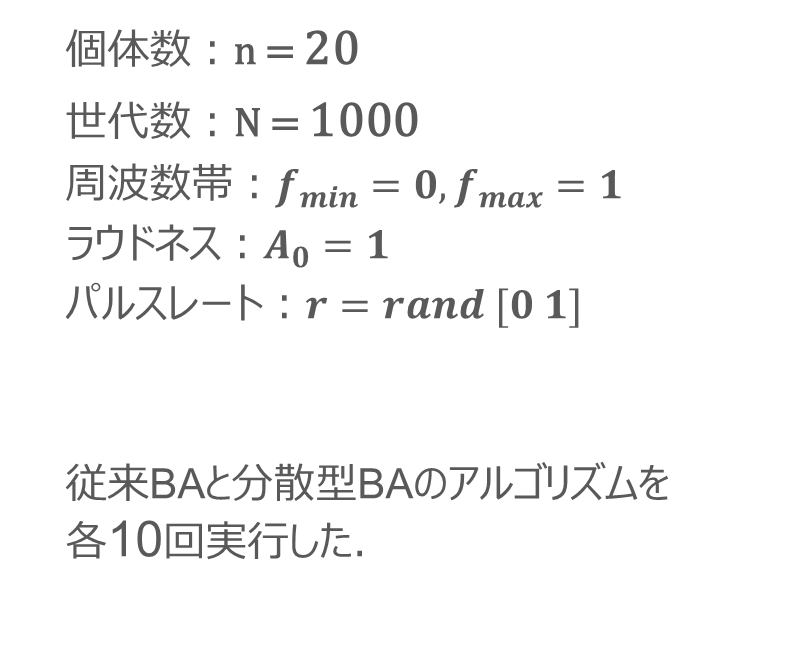 個体数：n = 20
世代数：N = 1000
周波数帯：f_min = 0, f_max = 1
ラウドネス：A_0 = 1
パルスレート：r = rand [0 1]
従来BAと分散型BAのアルゴリズムを
各10回実行した.